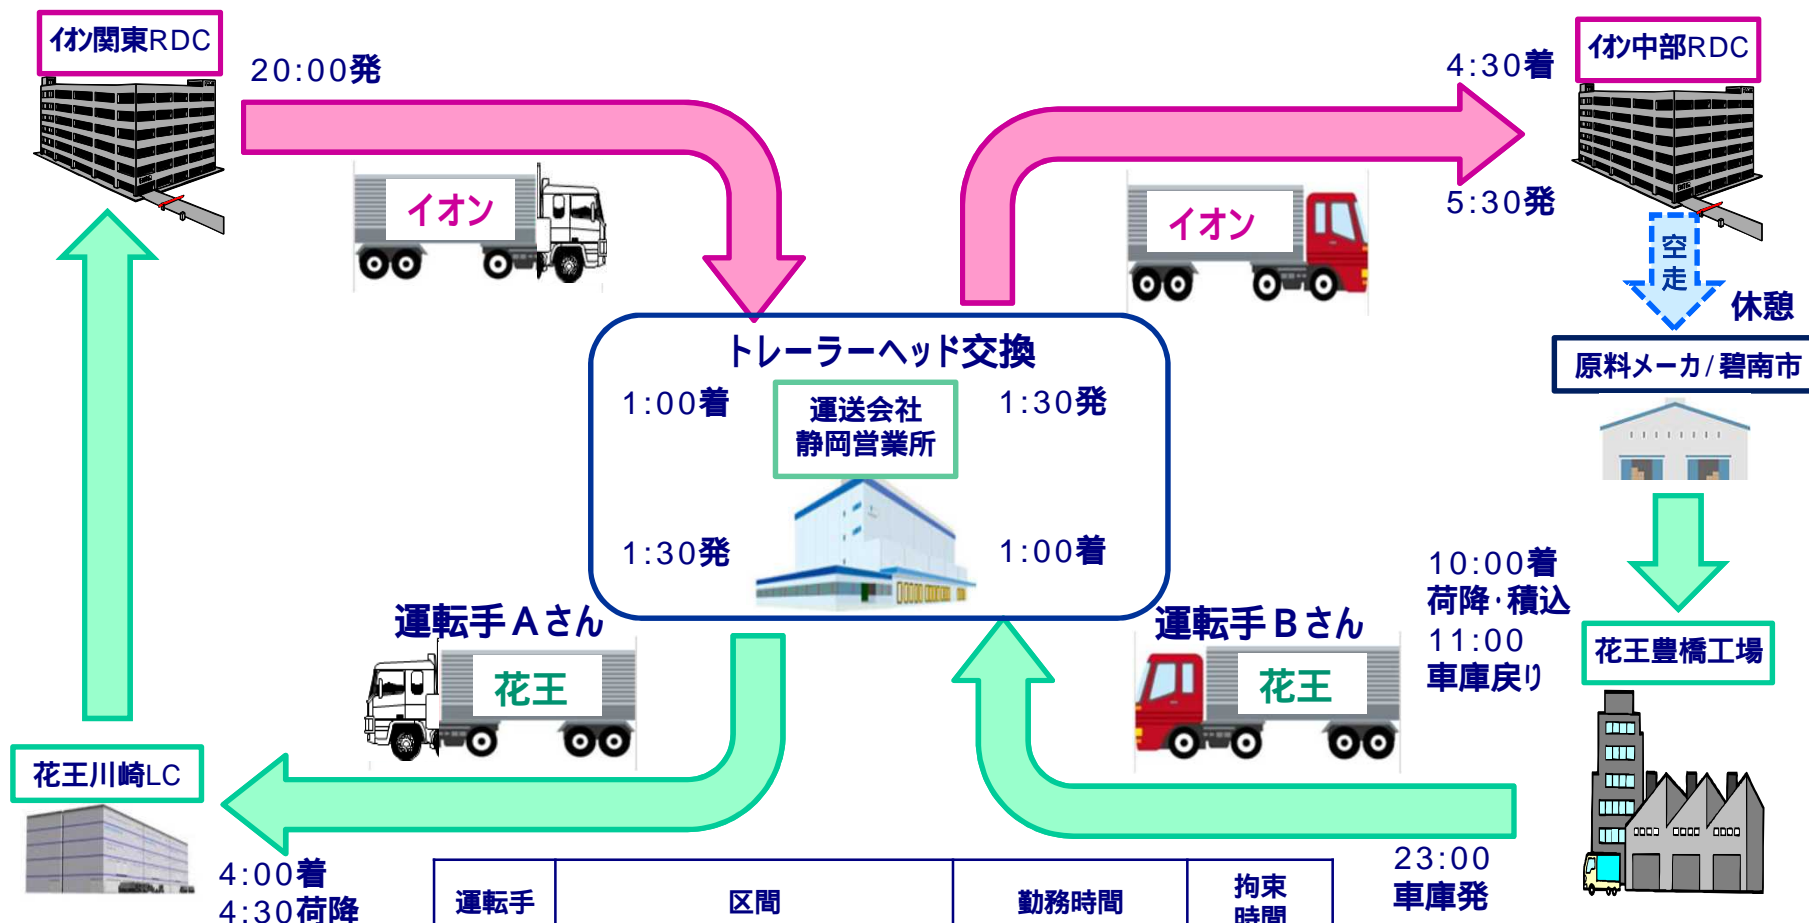 イオン関東RDC
20:00発
4:30着
イオン中部RDC
イオン
イオン
5:30発
空
走
休憩
トレーラーヘッド交換
原料メーカ/碧南市
1:00着
運送会社
静岡営業所
1:30発
1:30発
1:00着
10:00着
荷降・積込
11:00
車庫戻り
運転手Aさん
運転手Bさん
花王豊橋工場
花王
花王
花王川崎LC
4:00着
4:30荷降
23:00
車庫発
運転手
区間
勤務時間
拘束
時間